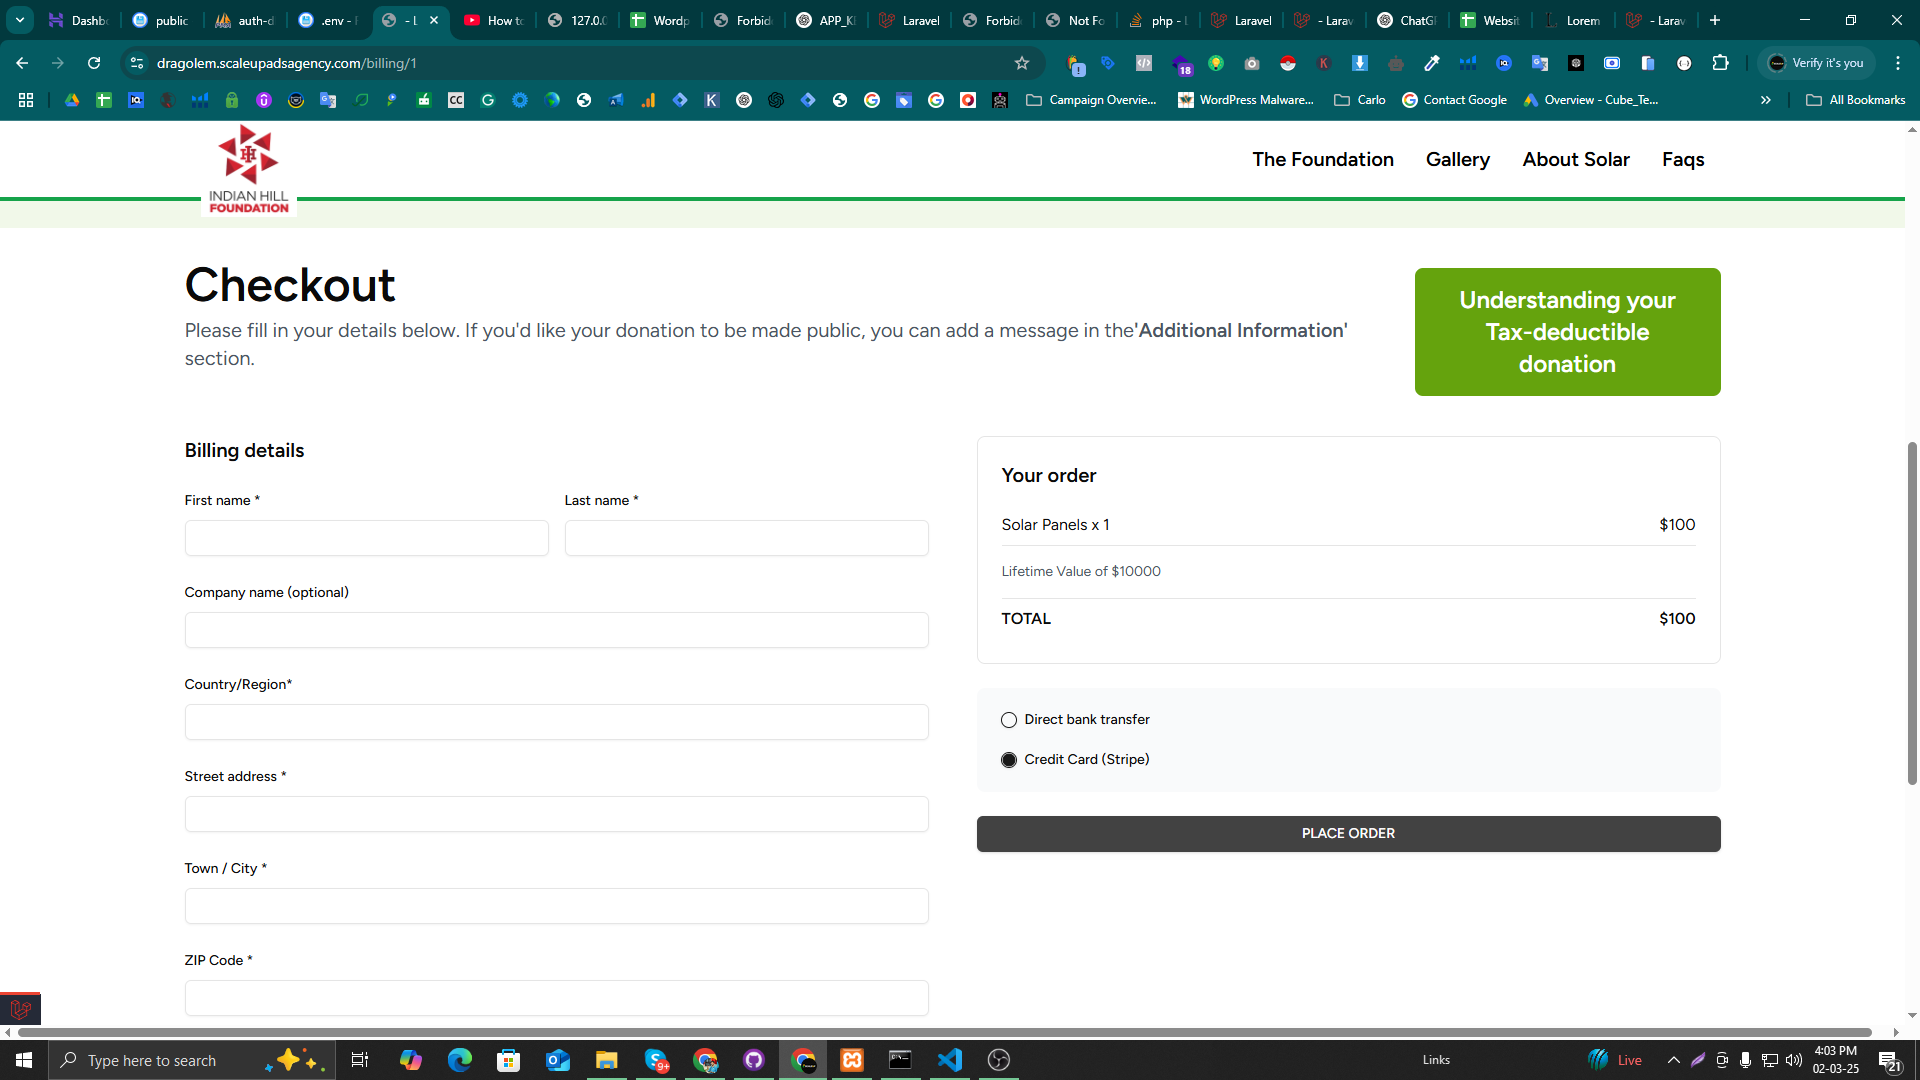 Dashbo
public
auth-d
.env - F
- L
How to
127.0.0
Wordp
Forbid
APP_KE
Laravel
Forbid
Not Fo
php - L
Laravel
- Larav
ChatGP
Websit
Lorem
- Larav
dragolem.scaleupadsagency.com/billing/1
18
Verify it's you
Campaign Overvie...
WordPress Malware...
Carlo
Contact Google
Overview - Cube_Te...
All Bookmarks
INDIAN HILL
FOUNDATION
The Foundation
Gallery
About Solar
Faqs
Checkout
Please fill in your details below. If you'd like your donation to be made public, you can add a message in the'Additional Information'
section.
Understanding your
Tax-deductible
donation
Billing details
First name *
Last name *
Company name (optional)
Country/Region*
Street address *
Town / City *
ZIP Code *
Your order
Solar Panels x 1 $100
Lifetime Value of $10000
TOTAL $100
Direct bank transfer
Credit Card (Stripe)
PLACE ORDER
Type here to search
9+
Links
Live
4:03 PM
02-03-25
21